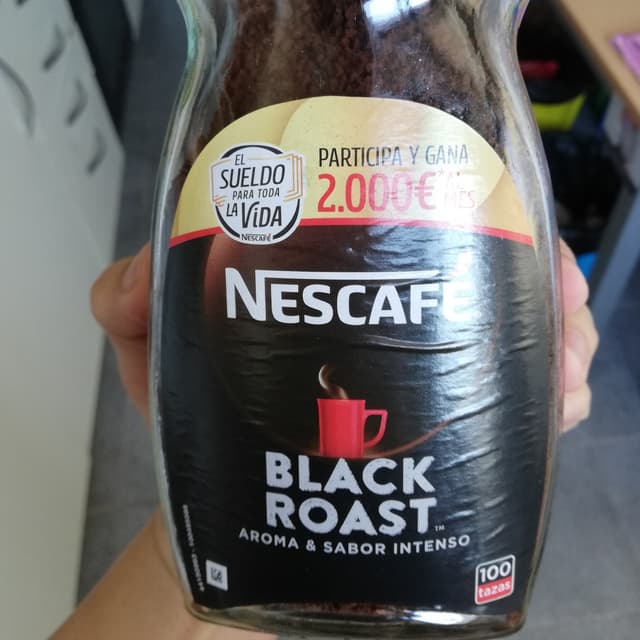 EL
SUELDO
PARA TODA
LA VIDA
NESCAFÉ
PARTICIPA Y GANA
2.000€* AL MES
NESCAFÉ
BLACK
ROAST™
AROMA & SABOR INTENSO
100
tazas